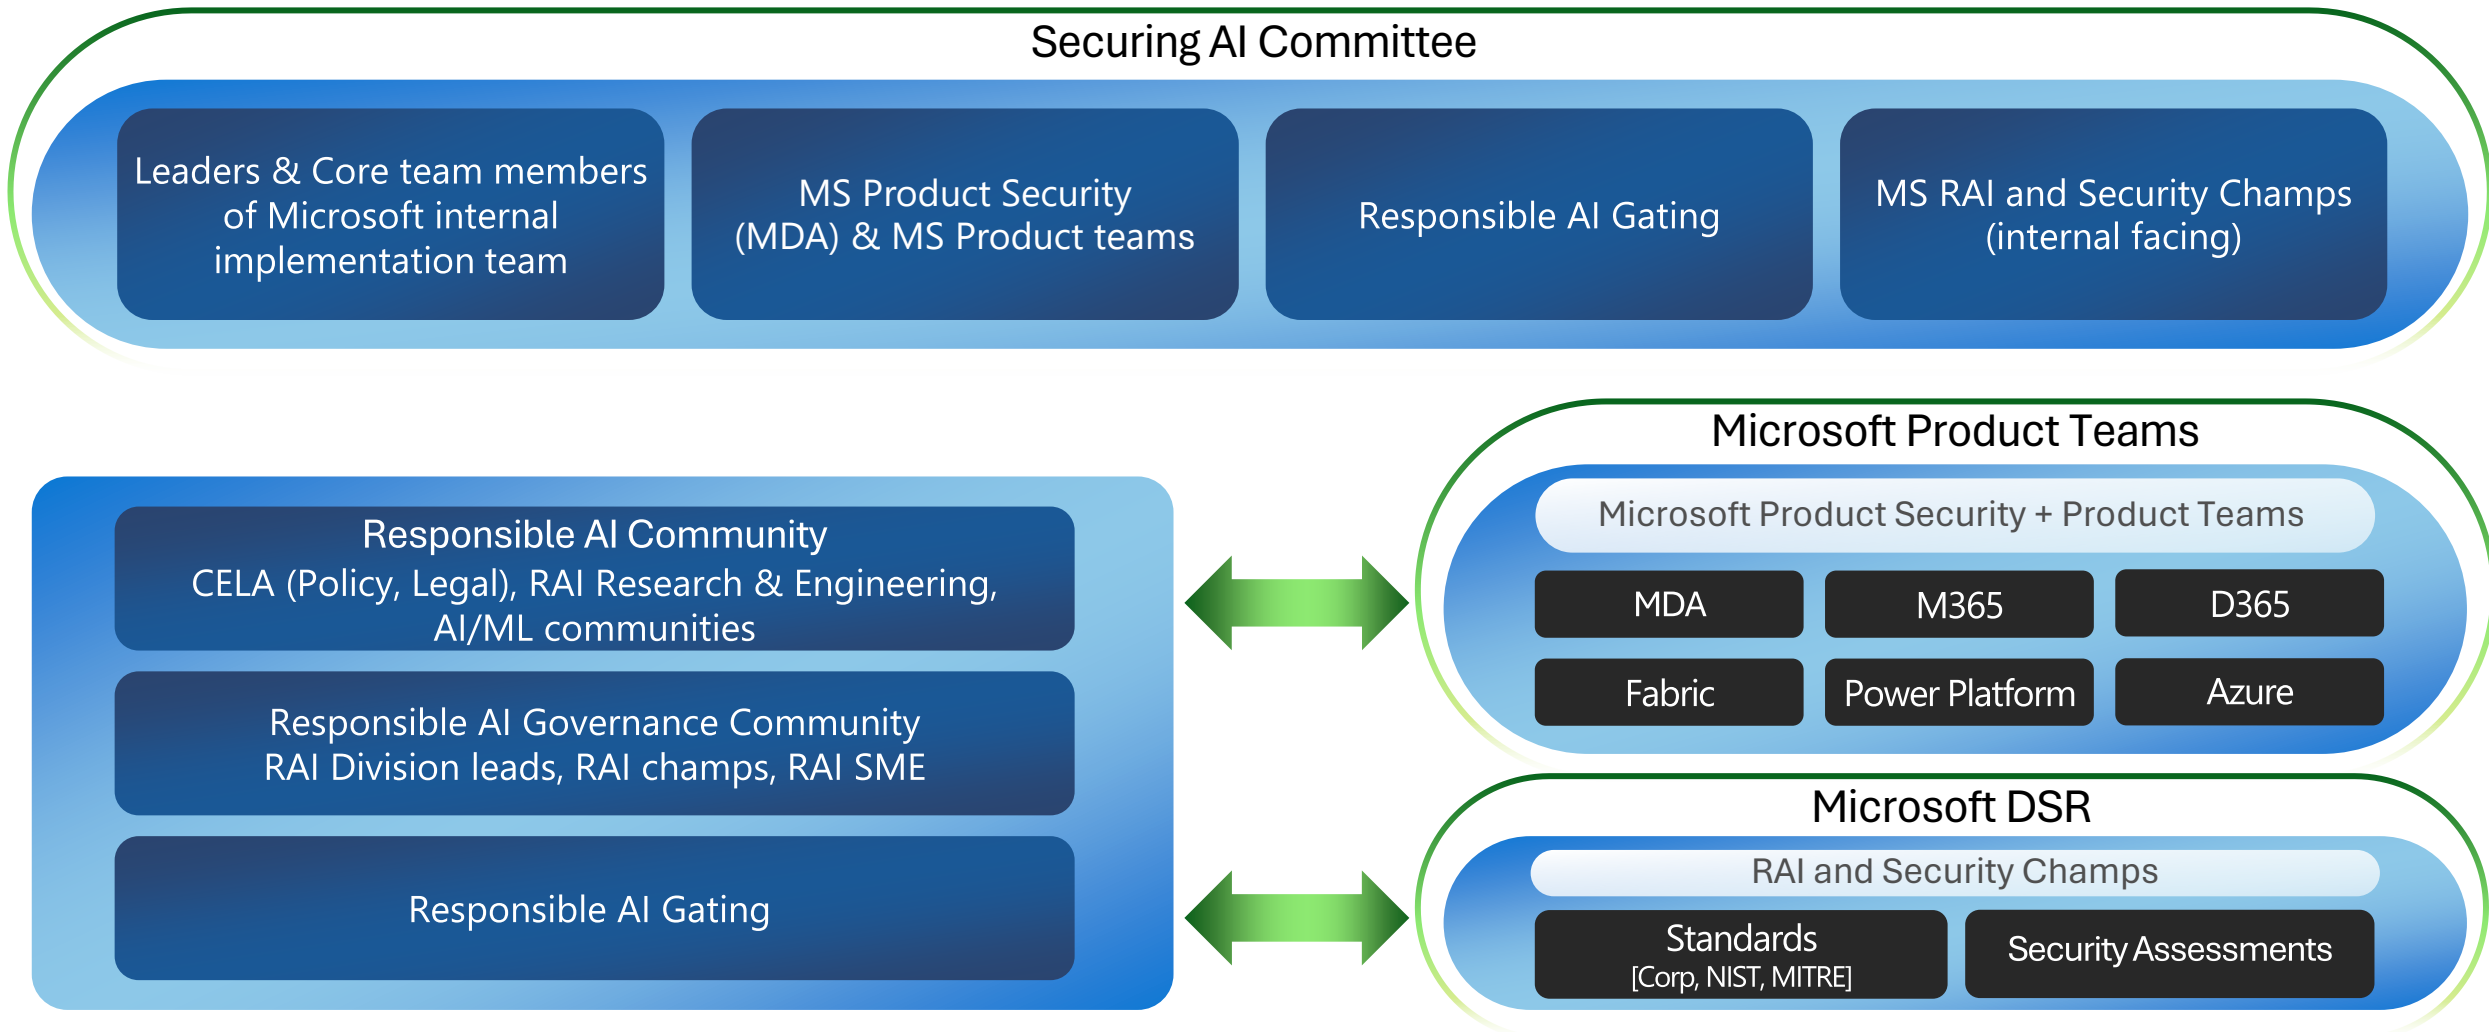 Securing AI Committee
Leaders & Core team members
of Microsoft internal
implementation team
MS Product Security
(MDA) & MS Product teams
Responsible AI Gating
MS RAI and Security Champs
(internal facing)
Responsible AI Community
CELA (Policy, Legal), RAI Research & Engineering,
AI/ML communities
Responsible AI Governance Community
RAI Division leads, RAI champs, RAI SME
Responsible AI Gating
Microsoft Product Teams
Microsoft Product Security + Product Teams
MDA
M365
D365
Fabric
Power Platform
Azure
Microsoft DSR
RAI and Security Champs
Standards
[Corp, NIST, MITRE]
Security Assessments